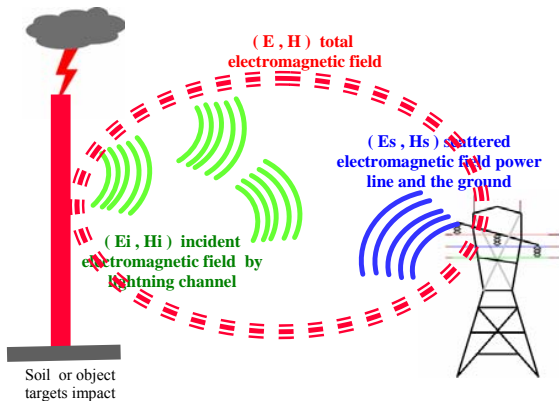 ( E , H ) total
electromagnetic field
( Es , Hs ) scattered
electromagnetic field power
line and the ground
( Ei , Hi ) incident
electromagnetic field by
lightning channel
Soil or object
targets impact